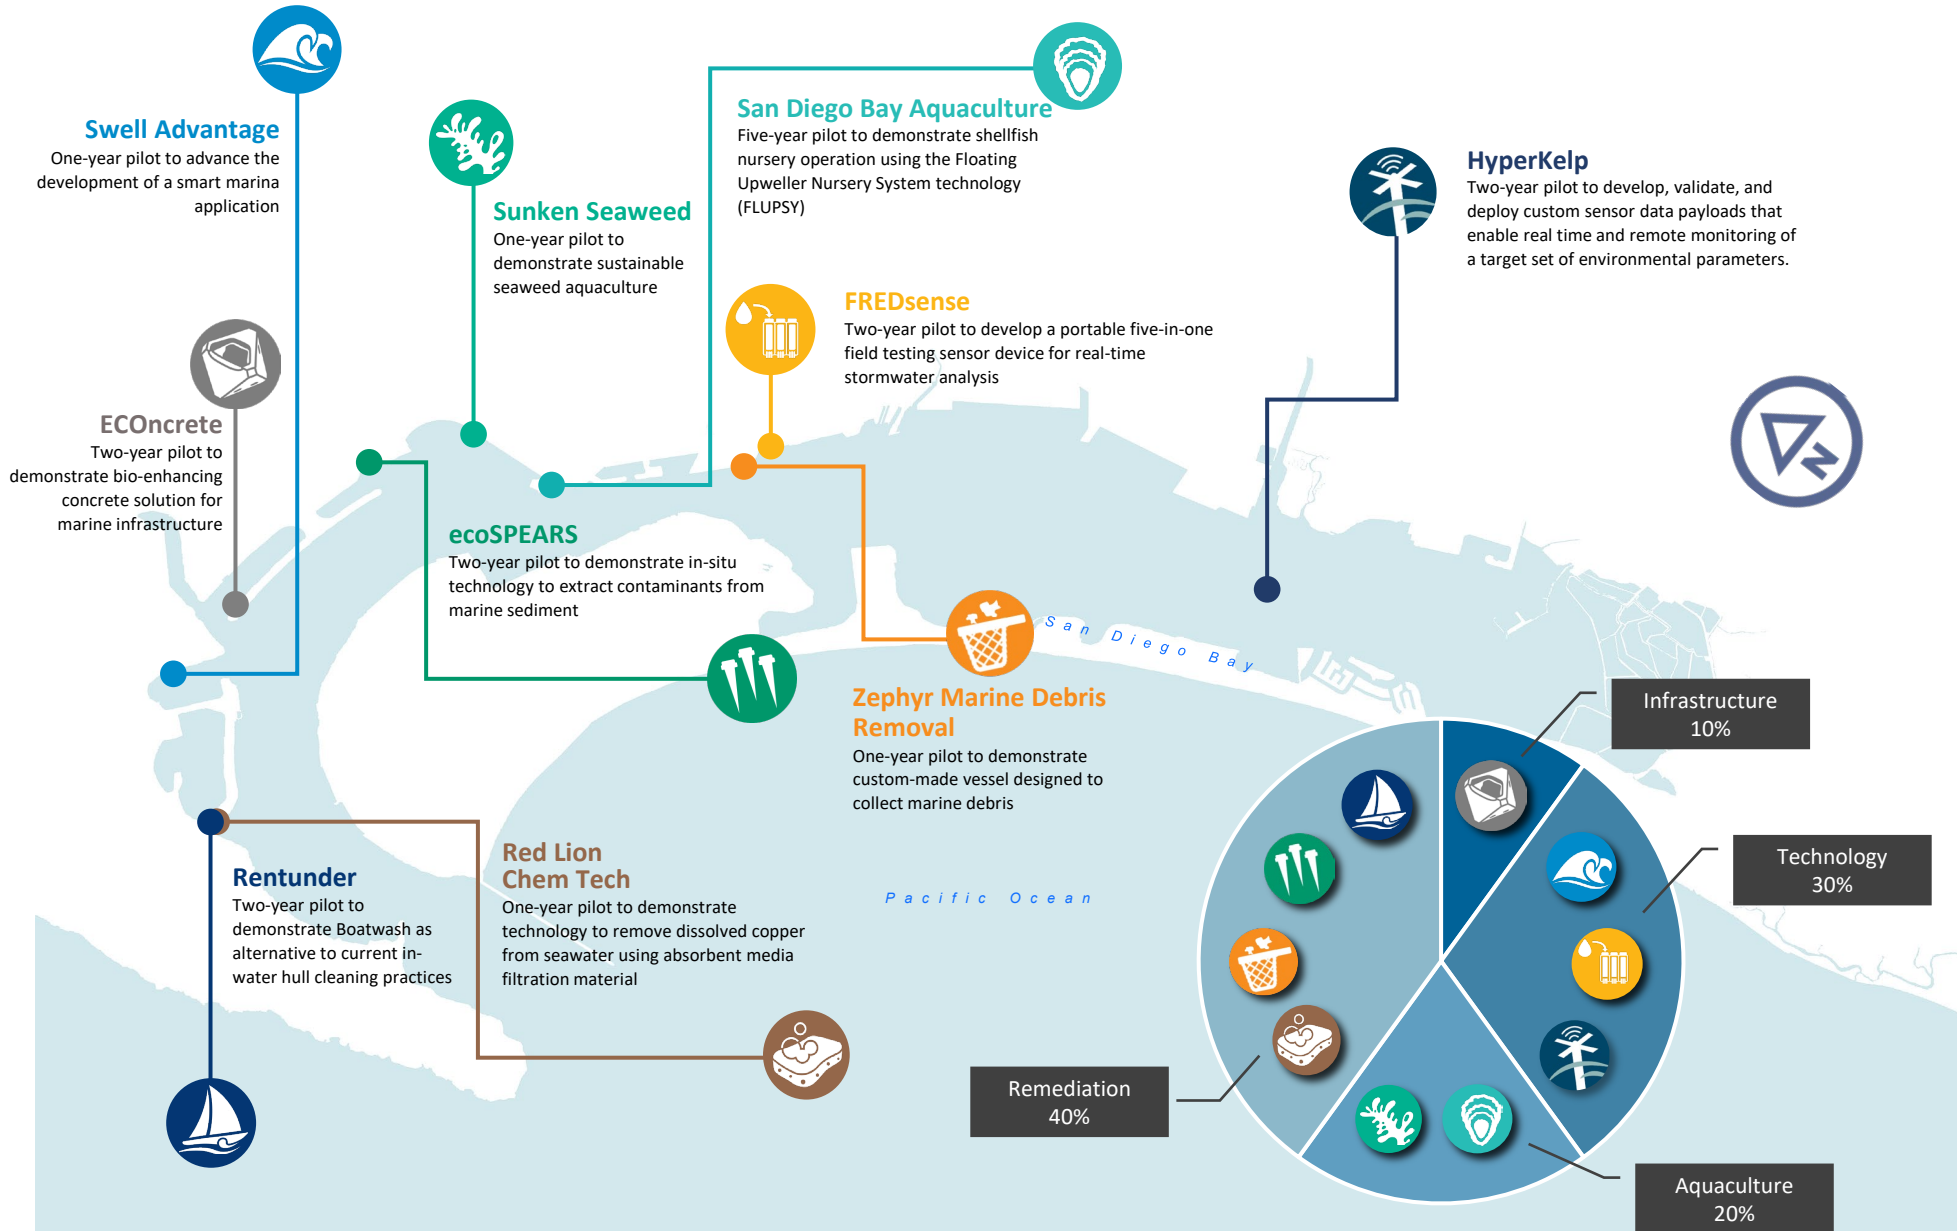 Swell Advantage
One-year pilot to advance the
development of a smart marina
application
Sunken Seaweed
One-year pilot to
demonstrate sustainable
seaweed aquaculture
San Diego Bay Aquaculture
Five-year pilot to demonstrate shellfish
nursery operation using the Floating
Upweller Nursery System technology
(FLUPSY)
HyperKelp
Two-year pilot to develop, validate, and
deploy custom sensor data payloads that
enable real time and remote monitoring of
a target set of environmental parameters.
FREDsense
Two-year pilot to develop a portable five-in-one
field testing sensor device for real-time
stormwater analysis
ECOncrete
Two-year pilot to
demonstrate bio-enhancing
concrete solution for
marine infrastructure
N
ecoSPEARS
Two-year pilot to demonstrate in-situ
technology to extract contaminants from
marine sediment
San Diego Bay
Zephyr Marine Debris
Removal
One-year pilot to demonstrate
custom-made vessel designed to
collect marine debris
Rentunder
Two-year pilot to
demonstrate Boatwash as
alternative to current in-
water hull cleaning practices
Red Lion
Chem Tech
One-year pilot to demonstrate
technology to remove dissolved copper
from seawater using absorbent media
filtration material
Pacific Ocean
Infrastructure
10%
Technology
30%
Remediation
40%
Aquaculture
20%